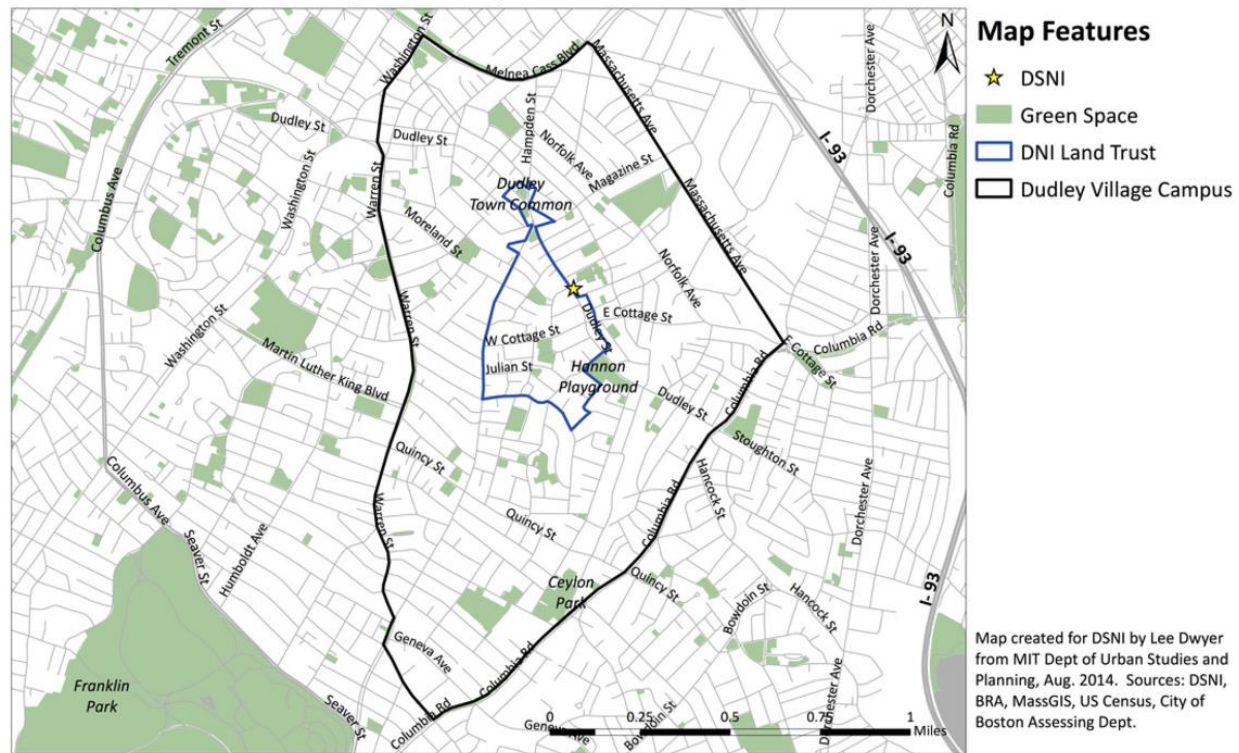 Map Features
DSNI
Green Space
DNI Land Trust
Dudley Village Campus
N
Tremont St
Washington St
Melnea Cass Blvd
Massachusetts Ave
Dorchester Ave
I- 93
Columbia Rd
Dudley St
Dudley St
Hampden St
Norfolk Ave
Magazine St
Washington St
Warren St
Columbus Ave
Dudley
Town Common
Moreland St
Massachusetts Ave
I- 93
Dorchester Ave
Norfolk Ave
Washington St
Warren St
Dudley St
E Cottage St
W Cottage St
Julian St
Hannon
Playground
Martin Luther King Blvd
Columbia Rd
E Cottage St
Columbia Rd
Dudley St
Stoughton St
Quincy St
Hancock St
Columbus Ave
Dorchester Ave
Warren St
Quincy St
Columbia Rd
Seaver St
Humboldt Ave
Ceylon
Park
Quincy St
Bowdoin St
Hancock St
I- 93
Geneva Ave
Columbia Rd
Franklin
Park
Seaver St
Columbia Rd
Dorchester Ave
Geneva Ave
Bowdoin St
0 0.25 0.5 0.75 1
Miles
Map created for DSNI by Lee Dwyer
from MIT Dept of Urban Studies and
Planning, Aug. 2014. Sources: DSNI,
BRA, MassGIS, US Census, City of
Boston Assessing Dept.